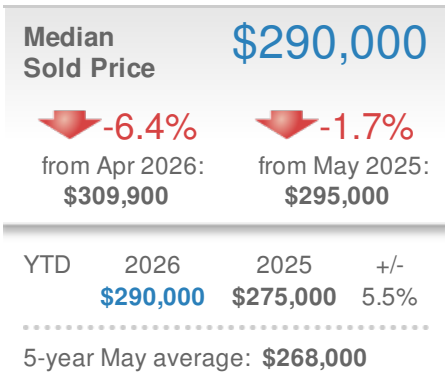 Median
Sold Price
$290,000
-6.4%
from Apr 2026:
$309,900
-1.7%
from May 2025:
$295,000
YTD 2026 2025 +/-
$290,000 $275,000 5.5%
5-year May average: $268,000